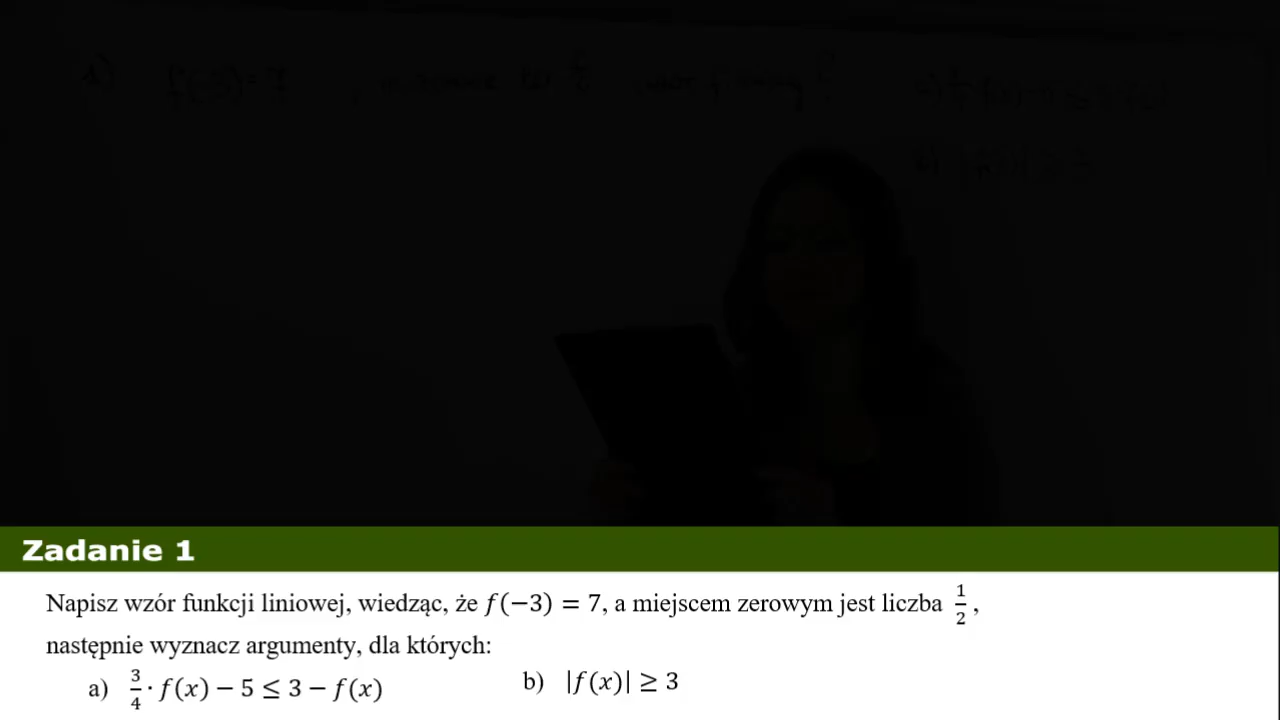 Zadanie 1
Napisz wzór funkcji liniowej, wiedząc, że f(−3) = 7, a miejscem zerowym jest liczba 1/2,
następnie wyznacz argumenty, dla których:
a) 3/4 · f(x) − 5 ≤ 3 − f(x) b) |f(x)| ≥ 3